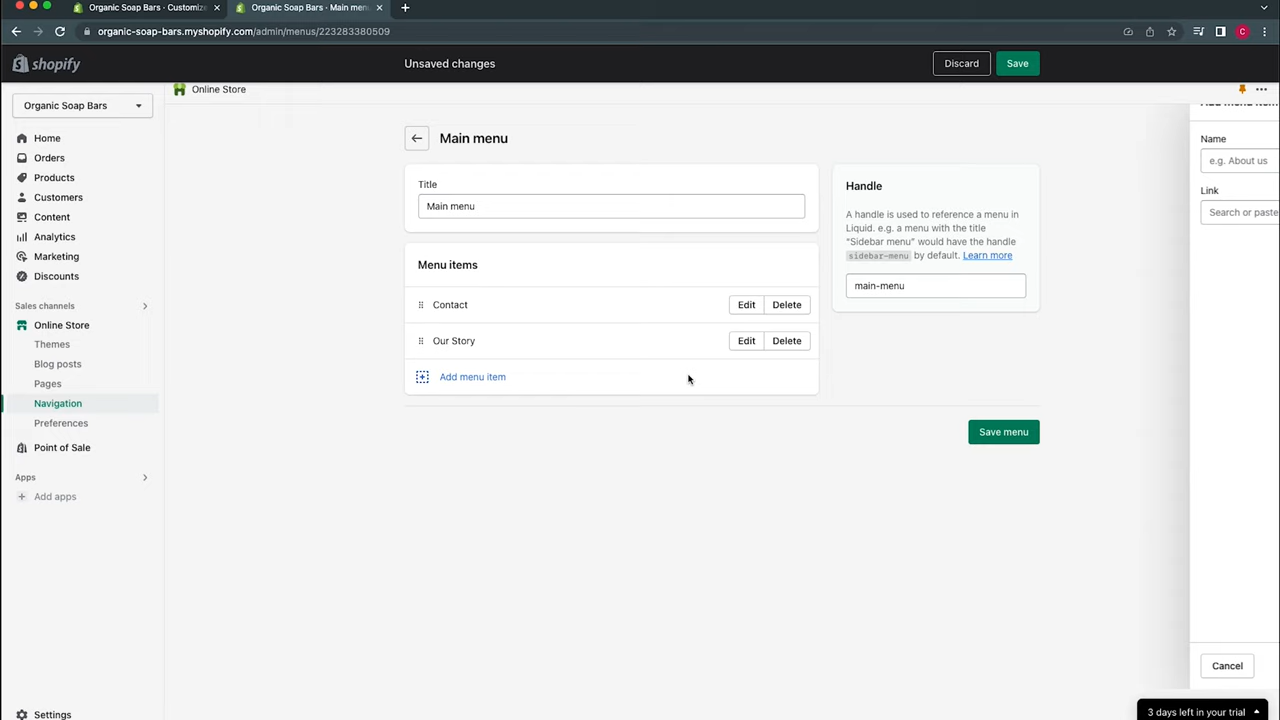 Organic Soap Bars - Customize
Organic Soap Bars - Main menu
organic-soap-bars.myshopify.com/admin/menus/223283380509
C
shopify
Unsaved changes
Discard
Save
Organic Soap Bars
Online Store
Home
Orders
Products
Customers
Content
Analytics
Marketing
Discounts
Sales channels
Online Store
Themes
Blog posts
Pages
Navigation
Preferences
Point of Sale
Apps
Add apps
Settings
Main menu
Title
Main menu
Menu items
Contact
Edit
Delete
Our Story
Edit
Delete
Add menu item
Save menu
Handle
A handle is used to reference a menu in
Liquid. e.g. a menu with the title
"Sidebar menu" would have the handle
sidebar-menu by default. Learn more
main-menu
Add menu item
Name
e.g. About us
Link
Search or paste
Cancel
3 days left in your trial